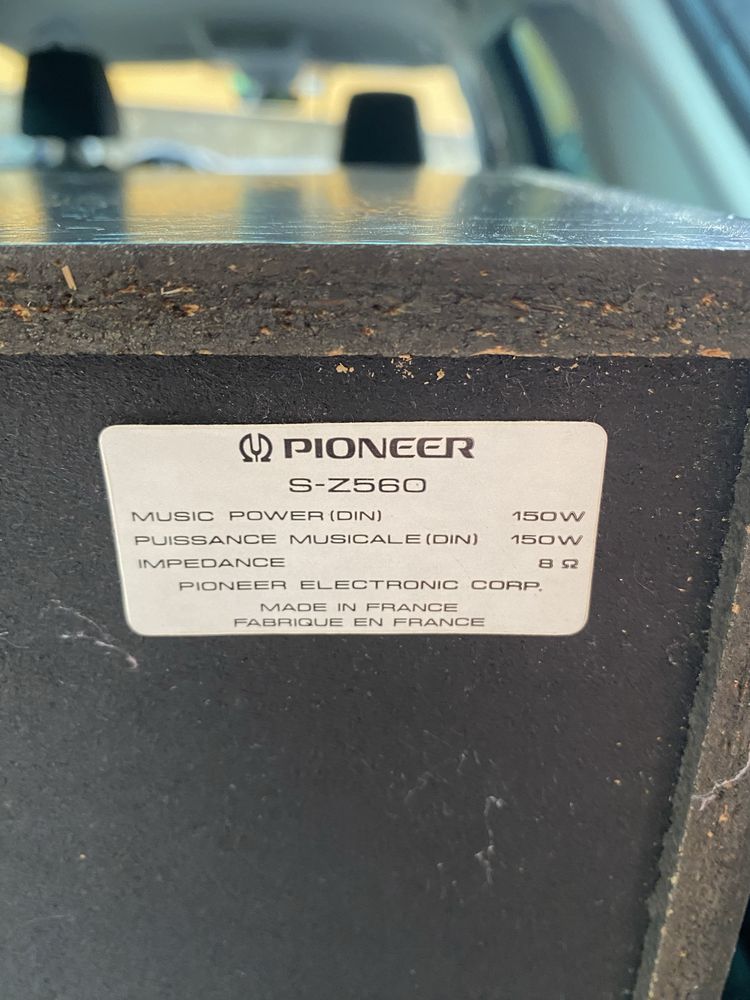 PIONEER
S-Z560
MUSIC POWER (DIN) 150W
PUISSANCE MUSICALE (DIN) 150W
IMPEDANCE 8 Ω
PIONEER ELECTRONIC CORP.
MADE IN FRANCE
FABRIQUE EN FRANCE